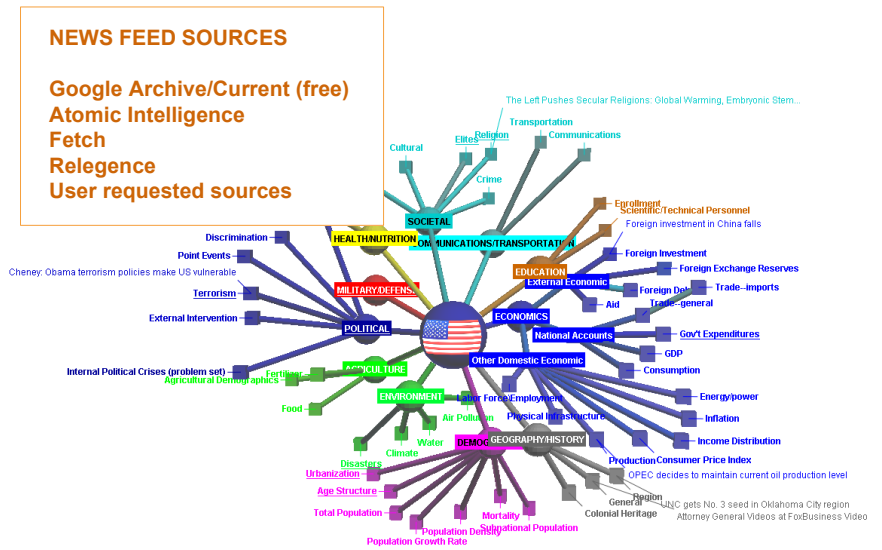 NEWS FEED SOURCES
Google Archive/Current (free)
Atomic Intelligence
Fetch
Relegence
User requested sources
The Left Pushes Secular Religions: Global Warming, Embryonic Stem...
Transportation
Communications
Elites
Religion
Cultural
Crime
SOCIETAL
HEALTH/NUTRITION
COMMUNICATIONS/TRANSPORTATION
Enrollment
Scientific/Technical Personnel
Foreign investment in China falls
Discrimination
Point Events
Cheney: Obama terrorism policies make US vulnerable
Terrorism
External Intervention
Internal Political Crises (problem set)
POLITICAL
MILITARY/DEFENSE
EDUCATION
External Economic
Foreign Investment
Foreign Exchange Reserves
Foreign Debt
Trade--imports
Trade--general
Aid
ECONOMICS
National Accounts
Gov't Expenditures
GDP
Consumption
Other Domestic Economic
AGRICULTURE
Fertilizer
Agricultural Demographics
Food
ENVIRONMENT
Air Pollution
Water
Climate
Disasters
Labor Force/Employment
Physical Infrastructure
Energy/power
Inflation
Income Distribution
Consumer Price Index
Production
OPEC decides to maintain current oil production level
DEMOG
GEOGRAPHY/HISTORY
Urbanization
Age Structure
Total Population
Population Growth Rate
Population Density
Mortality
Subnational Population
Region
General
Colonial Heritage
UNC gets No. 3 seed in Oklahoma City region
Attorney General Videos at FoxBusiness Video